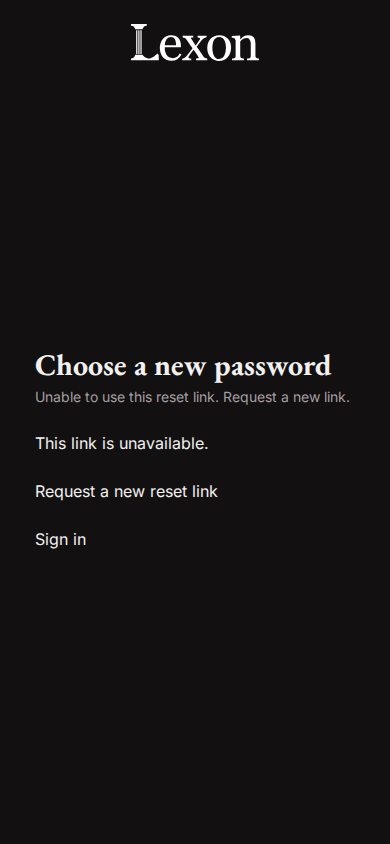 Lexon
Choose a new password
Unable to use this reset link. Request a new link.
This link is unavailable.
Request a new reset link
Sign in